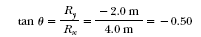 tan θ = R_y / R_x = −2.0 m / 4.0 m = −0.50